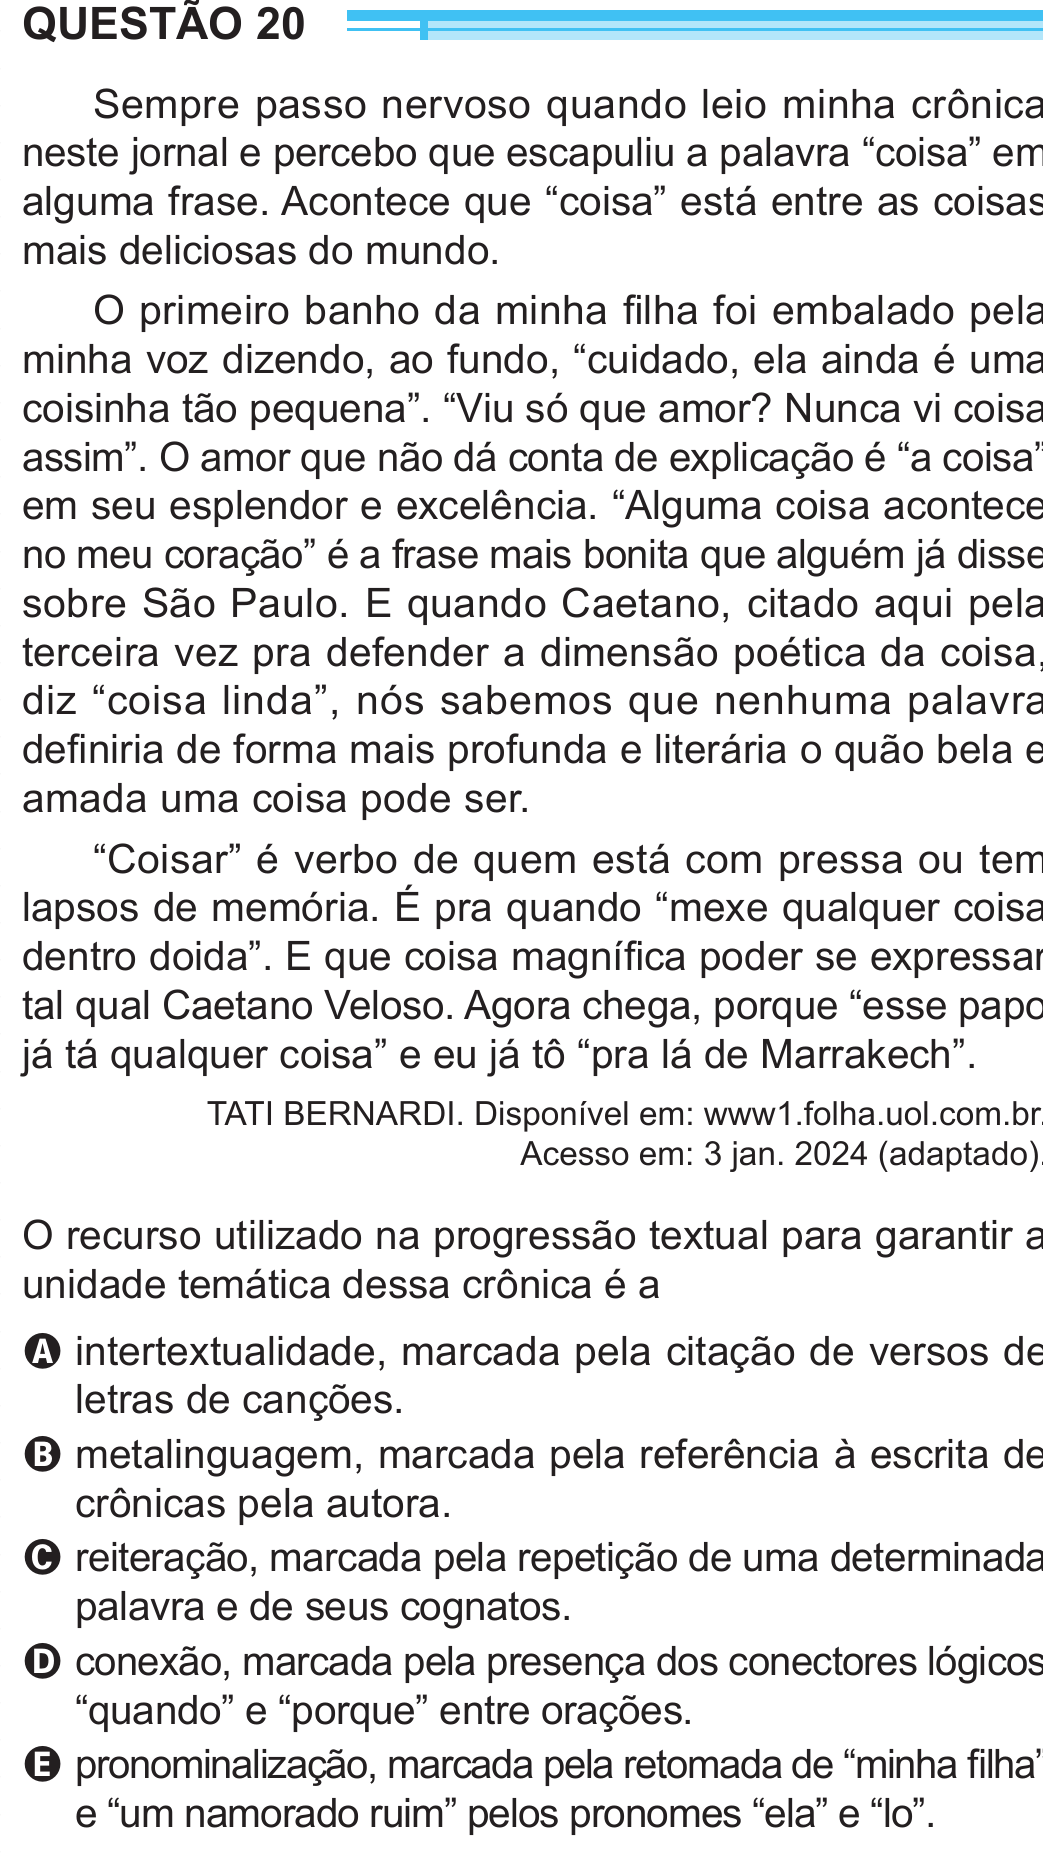 QUESTÃO 20
Sempre passo nervoso quando leio minha crônica
neste jornal e percebo que escapuliu a palavra “coisa” em
alguma frase. Acontece que “coisa” está entre as coisas
mais deliciosas do mundo.
O primeiro banho da minha filha foi embalado pela
minha voz dizendo, ao fundo, “cuidado, ela ainda é uma
coisinha tão pequena”. “Viu só que amor? Nunca vi coisa
assim”. O amor que não dá conta de explicação é “a coisa”
em seu esplendor e excelência. “Alguma coisa acontece
no meu coração” é a frase mais bonita que alguém já disse
sobre São Paulo. E quando Caetano, citado aqui pela
terceira vez pra defender a dimensão poética da coisa,
diz “coisa linda”, nós sabemos que nenhuma palavra
definiria de forma mais profunda e literária o quão bela e
amada uma coisa pode ser.
“Coisar” é verbo de quem está com pressa ou tem
lapsos de memória. É pra quando “mexe qualquer coisa
dentro doida”. E que coisa magnífica poder se expressar
tal qual Caetano Veloso. Agora chega, porque “esse papo
já tá qualquer coisa” e eu já tô “pra lá de Marrakech”.
TATI BERNARDI. Disponível em: www1.folha.uol.com.br.
Acesso em: 3 jan. 2024 (adaptado).
O recurso utilizado na progressão textual para garantir a
unidade temática dessa crônica é a
A intertextualidade, marcada pela citação de versos de
letras de canções.
B metalinguagem, marcada pela referência à escrita de
crônicas pela autora.
C reiteração, marcada pela repetição de uma determinada
palavra e de seus cognatos.
D conexão, marcada pela presença dos conectores lógicos
“quando” e “porque” entre orações.
E pronominalização, marcada pela retomada de “minha filha”
e “um namorado ruim” pelos pronomes “ela” e “lo”.